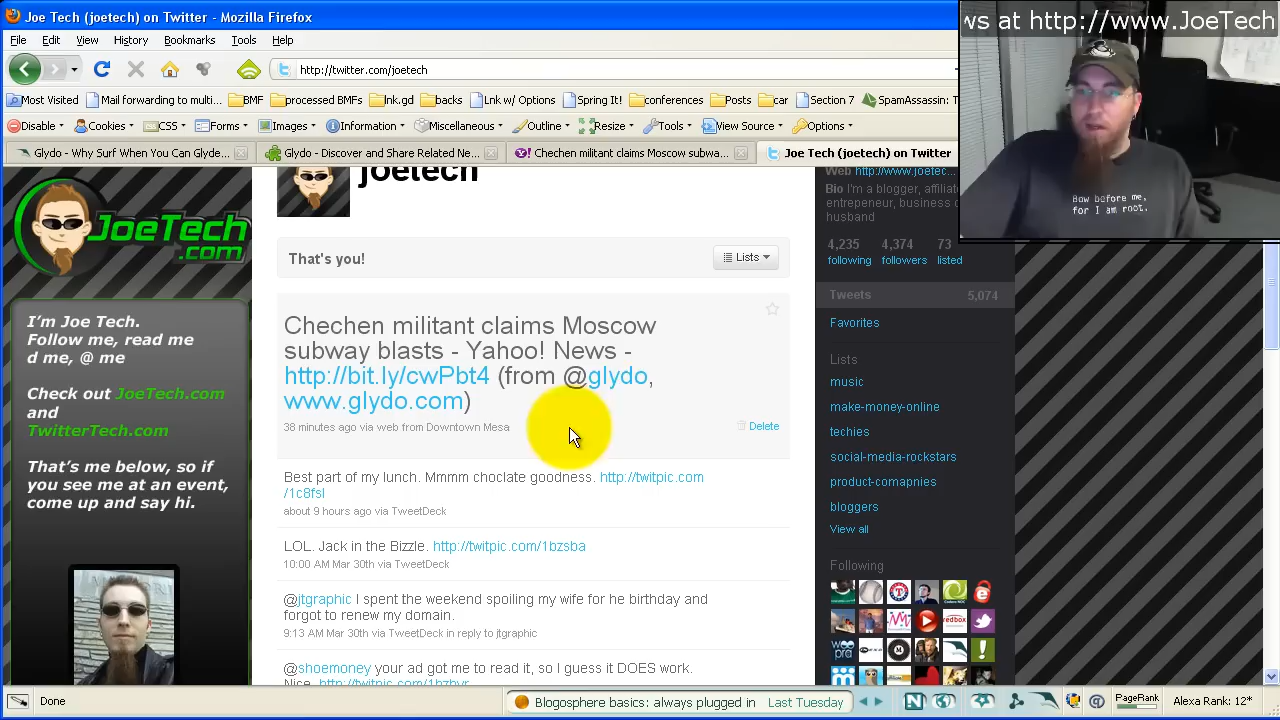 Joe Tech (joetech) on Twitter - Mozilla Firefox
ws at http://www.JoeTech
File Edit View History Bookmarks Tools Help
http://twitter.com/joetech
Most Visited Mail forwarding to multi... BMF processed BMFs Ink.gd backs Lnk w/ Options Spring It! conferences Posts car Section 7 SpamAssassin: T
Disable Cookies CSS Forms Images Information Miscellaneous Outline Resize Tools View Source Options
Glydo - Why Surf When You Can Glyde... Glydo - Discover and Share Related Ne... Chechen militant claims Moscow subwa... Joe Tech (joetech) on Twitter
Bow before me,
for I am root.
JoeTech
.com
I'm Joe Tech.
Follow me, read me
d me, @ me
Check out JoeTech.com
and
TwitterTech.com
That's me below, so if
you see me at an event,
come up and say hi.
joetech
That's you! Lists
Chechen militant claims Moscow
subway blasts - Yahoo! News -
http://bit.ly/cwPbt4 (from @glydo,
www.glydo.com)
38 minutes ago via web from Downtown Mesa Delete
Best part of my lunch. Mmmm choclate goodness. http://twitpic.com
/1c8fsl
about 9 hours ago via TweetDeck
LOL. Jack in the Bizzle. http://twitpic.com/1bzsba
10:00 AM Mar 30th via TweetDeck
@jtgraphic I spent the weekend spoiling my wife for he birthday and
forgot to renew my domain.
9:13 AM Mar 30th via TweetDeck in reply to jtgraphic
@shoemoney your ad got me to read it, so I guess it DOES work.
Nice. http://twitpic.com/1bzbyr
Web http://www.joetec...
Bio I'm a blogger, affiliate
entrepeneur, business
husband
4,235 4,374 73
following followers listed
Tweets 5,074
Favorites
Lists
music
make-money-online
techies
social-media-rockstars
product-comapnies
bloggers
View all
Following
redbox
woo
pra
Done
Blogosphere basics: always plugged in Last Tuesday
PageRank
Alexa Rank: 12*